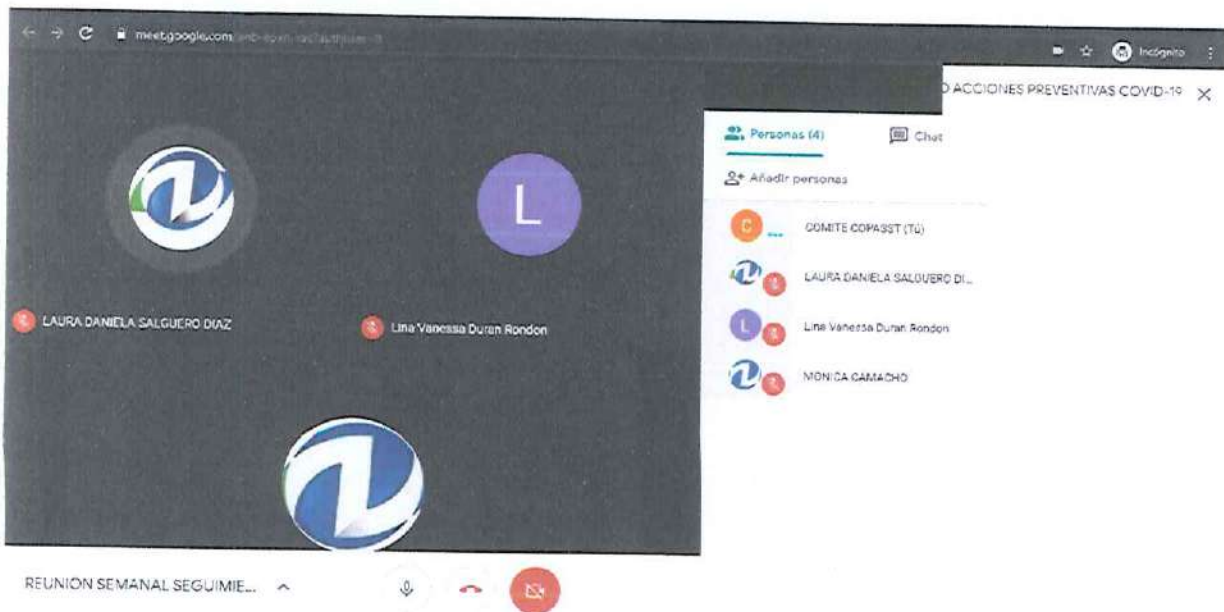 meet.google.com
Incógnito
O ACCIONES PREVENTIVAS COVID-19
Personas (4)
Chat
Añadir personas
C
COMITE COPASST (Tú)
LAURA DANIELA SALGUERO DI...
L
Lina Vanessa Duran Rondon
MONICA CAMACHO
L
LAURA DANIELA SALGUERO DIAZ
Lina Vanessa Duran Rondon
REUNION SEMANAL SEGUIMIE...